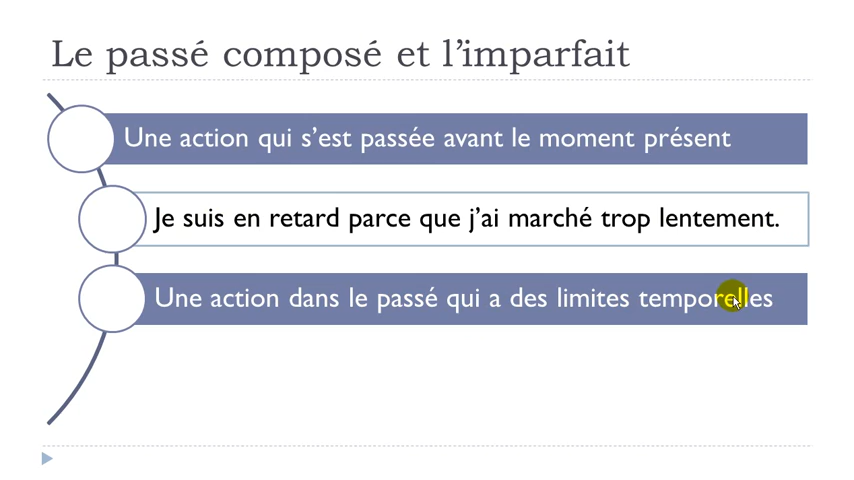 Le passé composé et l’imparfait
Une action qui s’est passée avant le moment présent
Je suis en retard parce que j’ai marché trop lentement.
Une action dans le passé qui a des limites temporelles